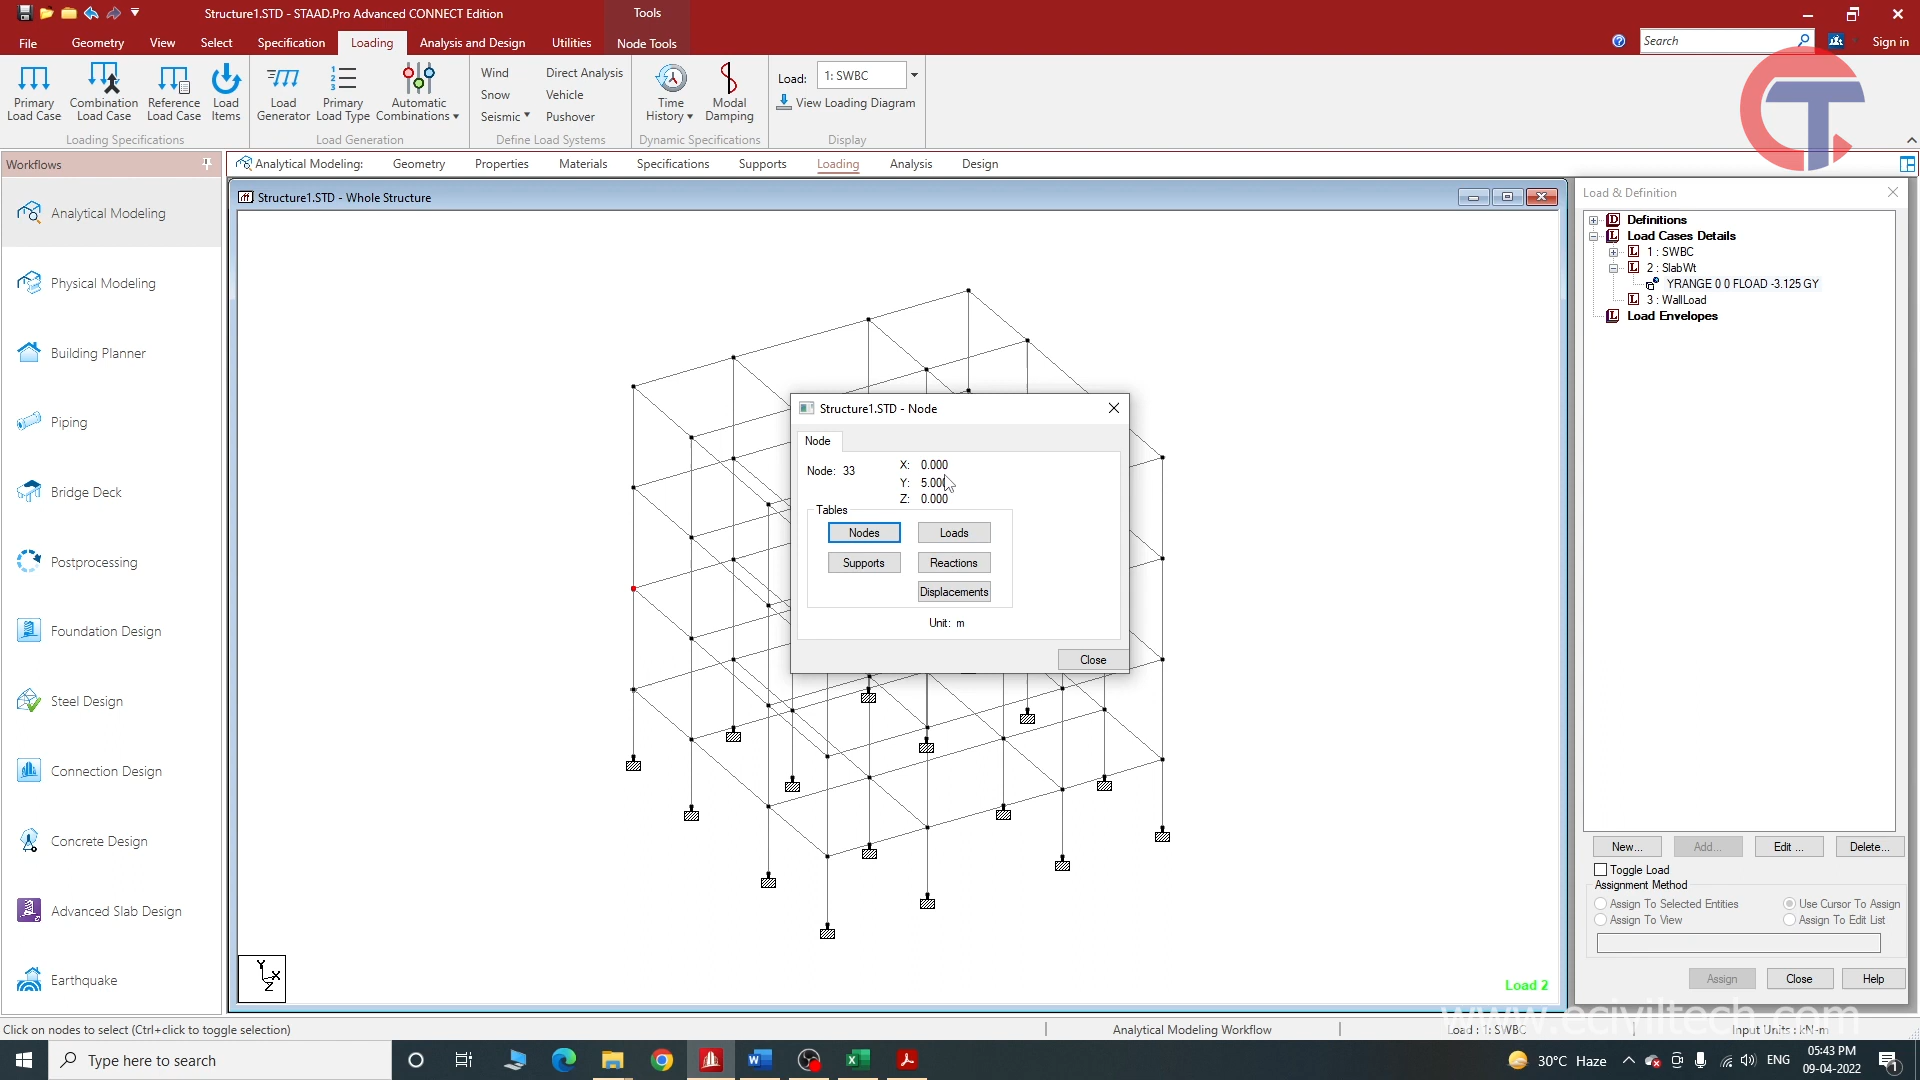 Structure1.STD - STAAD.Pro Advanced CONNECT Edition
Tools
File
Geometry
View
Select
Specification
Loading
Analysis and Design
Utilities
Node Tools
Search
Sign in
Primary Load Case
Combination Load Case
Reference Load Case
Load Items
Loading Specifications
Load Generator
Primary Load Type
Automatic Combinations
Load Generation
Wind
Snow
Seismic
Direct Analysis
Vehicle
Pushover
Define Load Systems
Time History
Modal Damping
Dynamic Specifications
Load: 1: SWBC
View Loading Diagram
Display
Workflows
Analytical Modeling: Geometry Properties Materials Specifications Supports Loading Analysis Design
Analytical Modeling
Physical Modeling
Building Planner
Piping
Bridge Deck
Postprocessing
Foundation Design
Steel Design
Connection Design
Concrete Design
Advanced Slab Design
Earthquake
Structure1.STD - Whole Structure
Structure1.STD - Node
Node
Node: 33
X: 0.000
Y: 5.000
Z: 0.000
Tables
Nodes
Loads
Supports
Reactions
Displacements
Unit: m
Close
Y
X
Z
Load 2
Load & Definition
Definitions
Load Cases Details
1 : SWBC
2 : SlabWt
YRANGE 0 0 FLOAD -3.125 GY
3 : WallLoad
Load Envelopes
New...
Add...
Edit ...
Delete...
Toggle Load
Assignment Method
Assign To Selected Entities
Use Cursor To Assign
Assign To View
Assign To Edit List
Assign
Close
Help
www.eciviltech.com
Click on nodes to select (Ctrl+click to toggle selection)
Analytical Modeling Workflow
Load : 1: SWBC
Input Units : kN-m
Type here to search
30°C Haze
ENG
05:43 PM
09-04-2022
1